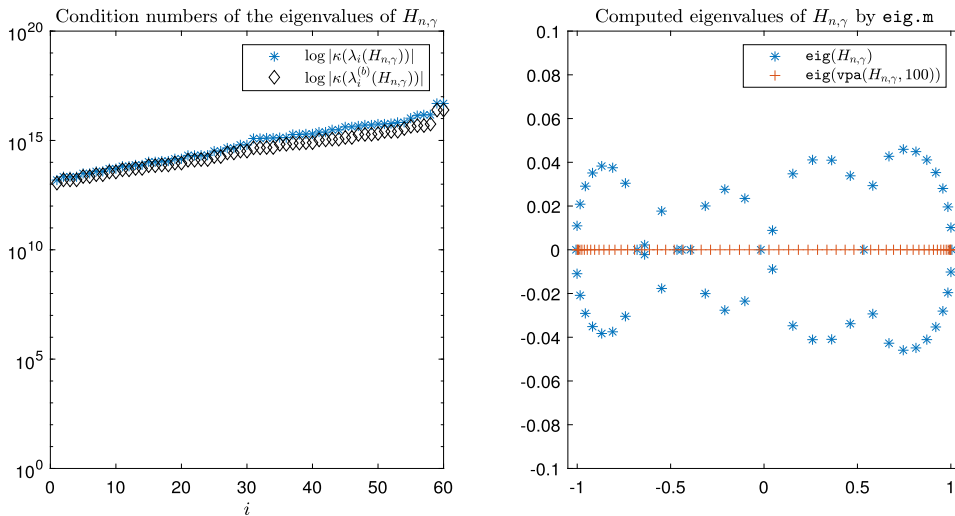 Condition numbers of the eigenvalues of $H_{n,\gamma}$
10^{20}
10^{15}
10^{10}
10^{5}
10^{0}
0 10 20 30 40 50 60
i
log |κ(λ_i(H_{n,γ}))|
log |κ(λ_i^{(b)}(H_{n,γ}))|
Computed eigenvalues of $H_{n,\gamma}$ by eig.m
0.1
0.08
0.06
0.04
0.02
0
-0.02
-0.04
-0.06
-0.08
-0.1
-1 -0.5 0 0.5 1
eig(H_{n,γ})
eig(vpa(H_{n,γ}, 100))